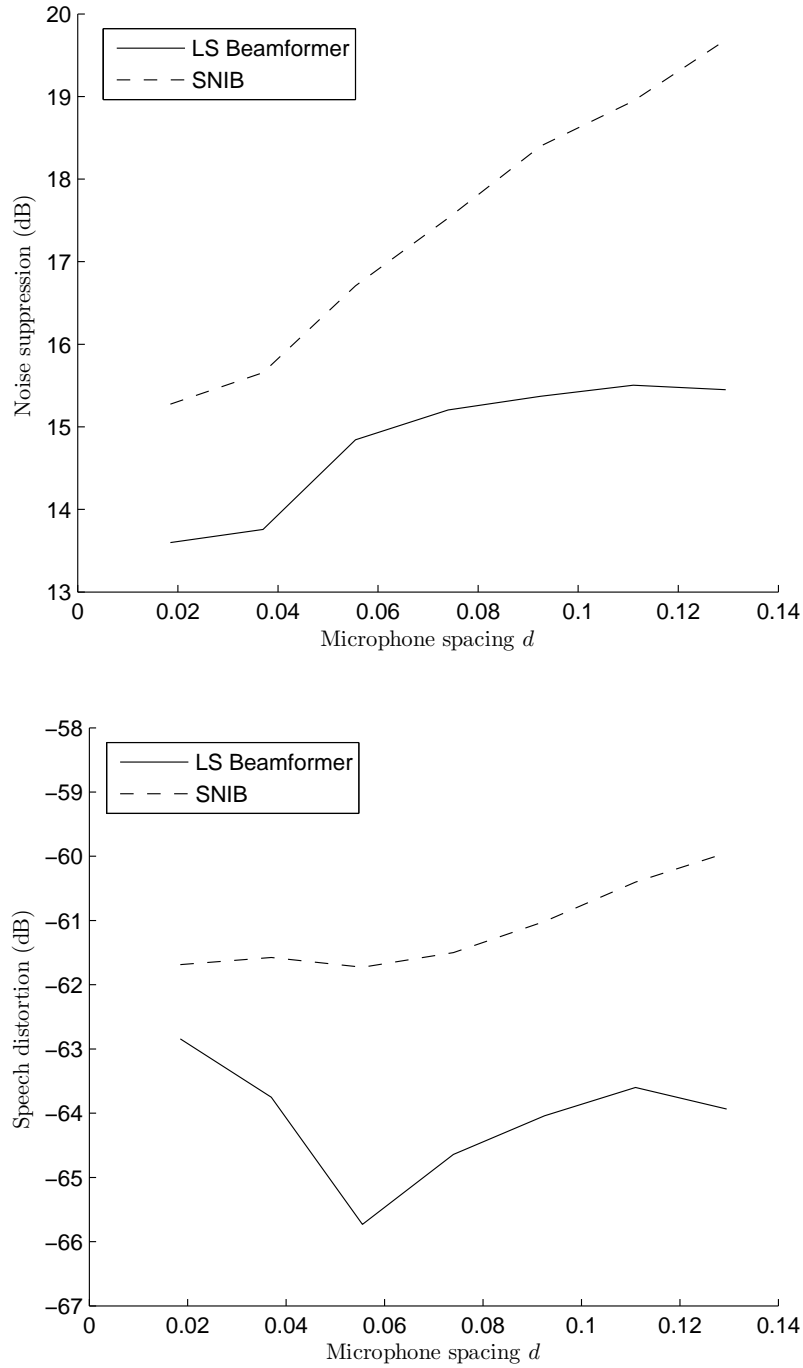 20
19
18
17
16
15
14
13
Noise suppression (dB)
LS Beamformer
SNIB
0 0.02 0.04 0.06 0.08 0.1 0.12 0.14
Microphone spacing d
−58
−59
−60
−61
−62
−63
−64
−65
−66
−67
Speech distortion (dB)
LS Beamformer
SNIB
0 0.02 0.04 0.06 0.08 0.1 0.12 0.14
Microphone spacing d